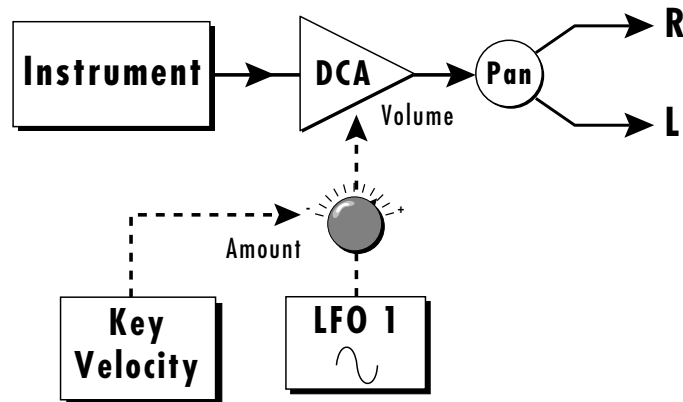 Instrument
DCA
Pan
R
L
Volume
- +
Amount
Key
Velocity
LFO 1